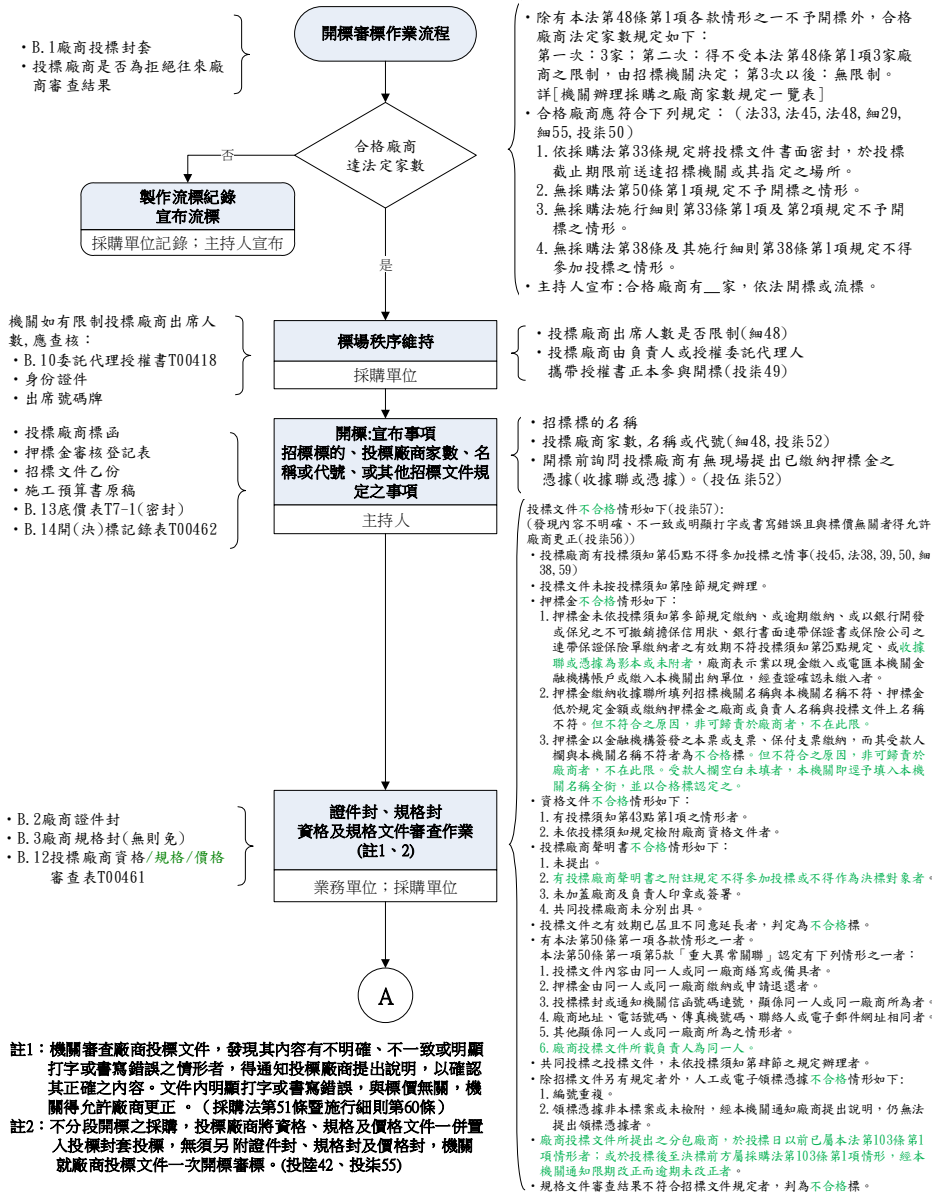 開標審標作業流程
・B.1廠商投標封套
・投標廠商是否為拒絕往來廠
商審查結果
・除有本法第48條第1項各款情形之一不予開標外，合格
廠商法定家數規定如下：
第一次：3家；第二次：得不受本法第48條第1項3家廠
商之限制，由招標機關決定；第3次以後：無限制。
詳[機關辦理採購之廠商家數規定一覽表]
・合格廠商應符合下列規定：（法33,法45,法48,細29,
細55,投柒50）
1.依採購法第33條規定將投標文件書面密封，於投標
截止期限前送達招標機關或其指定之場所。
2.無採購法第50條第1項規定不予開標之情形。
3.無採購法施行細則第33條第1項及第2項規定不予開
標之情形。
4.無採購法第38條及其施行細則第38條第1項規定不得
參加投標之情形。
・主持人宣布:合格廠商有__家，依法開標或流標。
合格廠商
達法定家數
否
製作流標紀錄
宣布流標
採購單位記錄；主持人宣布
是
機關如有限制投標廠商出席人
數,應查核：
・B.10委託代理授權書T00418
・身份證件
・出席號碼牌
標場秩序維持
採購單位
・投標廠商出席人數是否限制(細48)
・投標廠商由負責人或授權委託代理人
攜帶授權書正本參與開標(投柒49)
・投標廠商標函
・押標金審核登記表
・招標文件乙份
・施工預算書原稿
・B.13底價表T7-1(密封)
・B.14開(決)標記錄表T00462
開標:宣布事項
招標標的、投標廠商家數、名
稱或代號、或其他招標文件規
定之事項
主持人
・招標標的名稱
・投標廠商家數,名稱或代號(細48,投柒52)
・開標前詢問投標廠商有無現場提出已繳納押標金之
憑據(收據聯或憑據)。(投伍柒52)
投標文件不合格情形如下(投柒57):
(發現內容不明確、不一致或明顯打字或書寫錯誤且與標價無關者得允許
廠商更正(投柒56))
・投標廠商有投標須知第45點不得參加投標之情事(投45,法38,39,50,細
38,59)
・投標文件未按投標須知第陸節規定辦理。
・押標金不合格情形如下：
1.押標金未依投標須知第參節規定繳納、或逾期繳納、或以銀行開發
或保兌之不可撤銷擔保信用狀、銀行書面連帶保證書或保險公司之
連帶保證保險單繳納者之有效期不符投標須知第25點規定、或收據
聯或憑據為影本或未附者，廠商表示業以現金繳入或電匯本機關金
融機構帳戶或繳入本機關出納單位，經查證確認未繳入者。
2.押標金繳納收據聯所填列招標機關名稱與本機關名稱不符、押標金
低於規定金額或繳納押標金之廠商或負責人名稱與投標文件上名稱
不符。但不符合之原因，非可歸責於廠商者，不在此限。
3.押標金以金融機構簽發之本票或支票、保付支票繳納，而其受款人
欄與本機關名稱不符者為不合格標。但不符合之原因，非可歸責於
廠商者，不在此限。受款人欄空白未填者，本機關即逕予填入本機
關名稱全銜，並以合格標認定之。
・資格文件不合格情形如下：
1.有投標須知第43點第1項之情形者。
2.未依投標須知規定檢附廠商資格文件者。
・投標廠商聲明書不合格情形如下：
1.未提出。
2.有投標廠商聲明書之附註規定不得參加投標或不得作為決標對象者。
3.未加蓋廠商及負責人印章或簽署。
4.共同投標廠商未分別出具。
・投標文件之有效期已屆且不同意延長者，判定為不合格標。
・有本法第50條第一項各款情形之一者。
本法第50條第一項第5款「重大異常關聯」認定有下列情形之一者：
1.投標文件內容由同一人或同一廠商繕寫或備具者。
2.押標金由同一人或同一廠商繳納或申請退還者。
3.投標標封或通知機關信函號碼連號，顯係同一人或同一廠商所為者。
4.廠商地址、電話號碼、傳真機號碼、聯絡人或電子郵件網址相同者。
5.其他顯係同一人或同一廠商所為之情形者。
6.廠商投標文件所載負責人為同一人。
・共同投標之投標文件，未依投標須知第肆節之規定辦理者。
・除招標文件另有規定者外，人工或電子領標憑據不合格情形如下:
1.編號重複。
2.領標憑據非本標案或未檢附，經本機關通知廠商提出說明，仍無法
提出領標憑據者。
・廠商投標文件所提出之分包廠商，於投標日以前已屬本法第103條第1
項情形者；或於投標後至決標前方屬採購法第103條第1項情形，經本
機關通知限期改正而逾期未改正者。
・規格文件審查結果不符合招標文件規定者，判為不合格標。
・B.2廠商證件封
・B.3廠商規格封(無則免)
・B.12投標廠商資格/規格/價格
審查表T00461
證件封、規格封
資格及規格文件審查作業
(註1、2)
業務單位；採購單位
A
註1：機關審查廠商投標文件，發現其內容有不明確、不一致或明顯
打字或書寫錯誤之情形者，得通知投標廠商提出說明，以確認
其正確之內容。文件內明顯打字或書寫錯誤，與標價無關，機
關得允許廠商更正 。（採購法第51條暨施行細則第60條）
註2：不分段開標之採購，投標廠商將資格、規格及價格文件一併置
入投標封套投標，無須另 附證件封、規格封及價格封，機關
就廠商投標文件一次開標審標。(投陸42、投柒55)